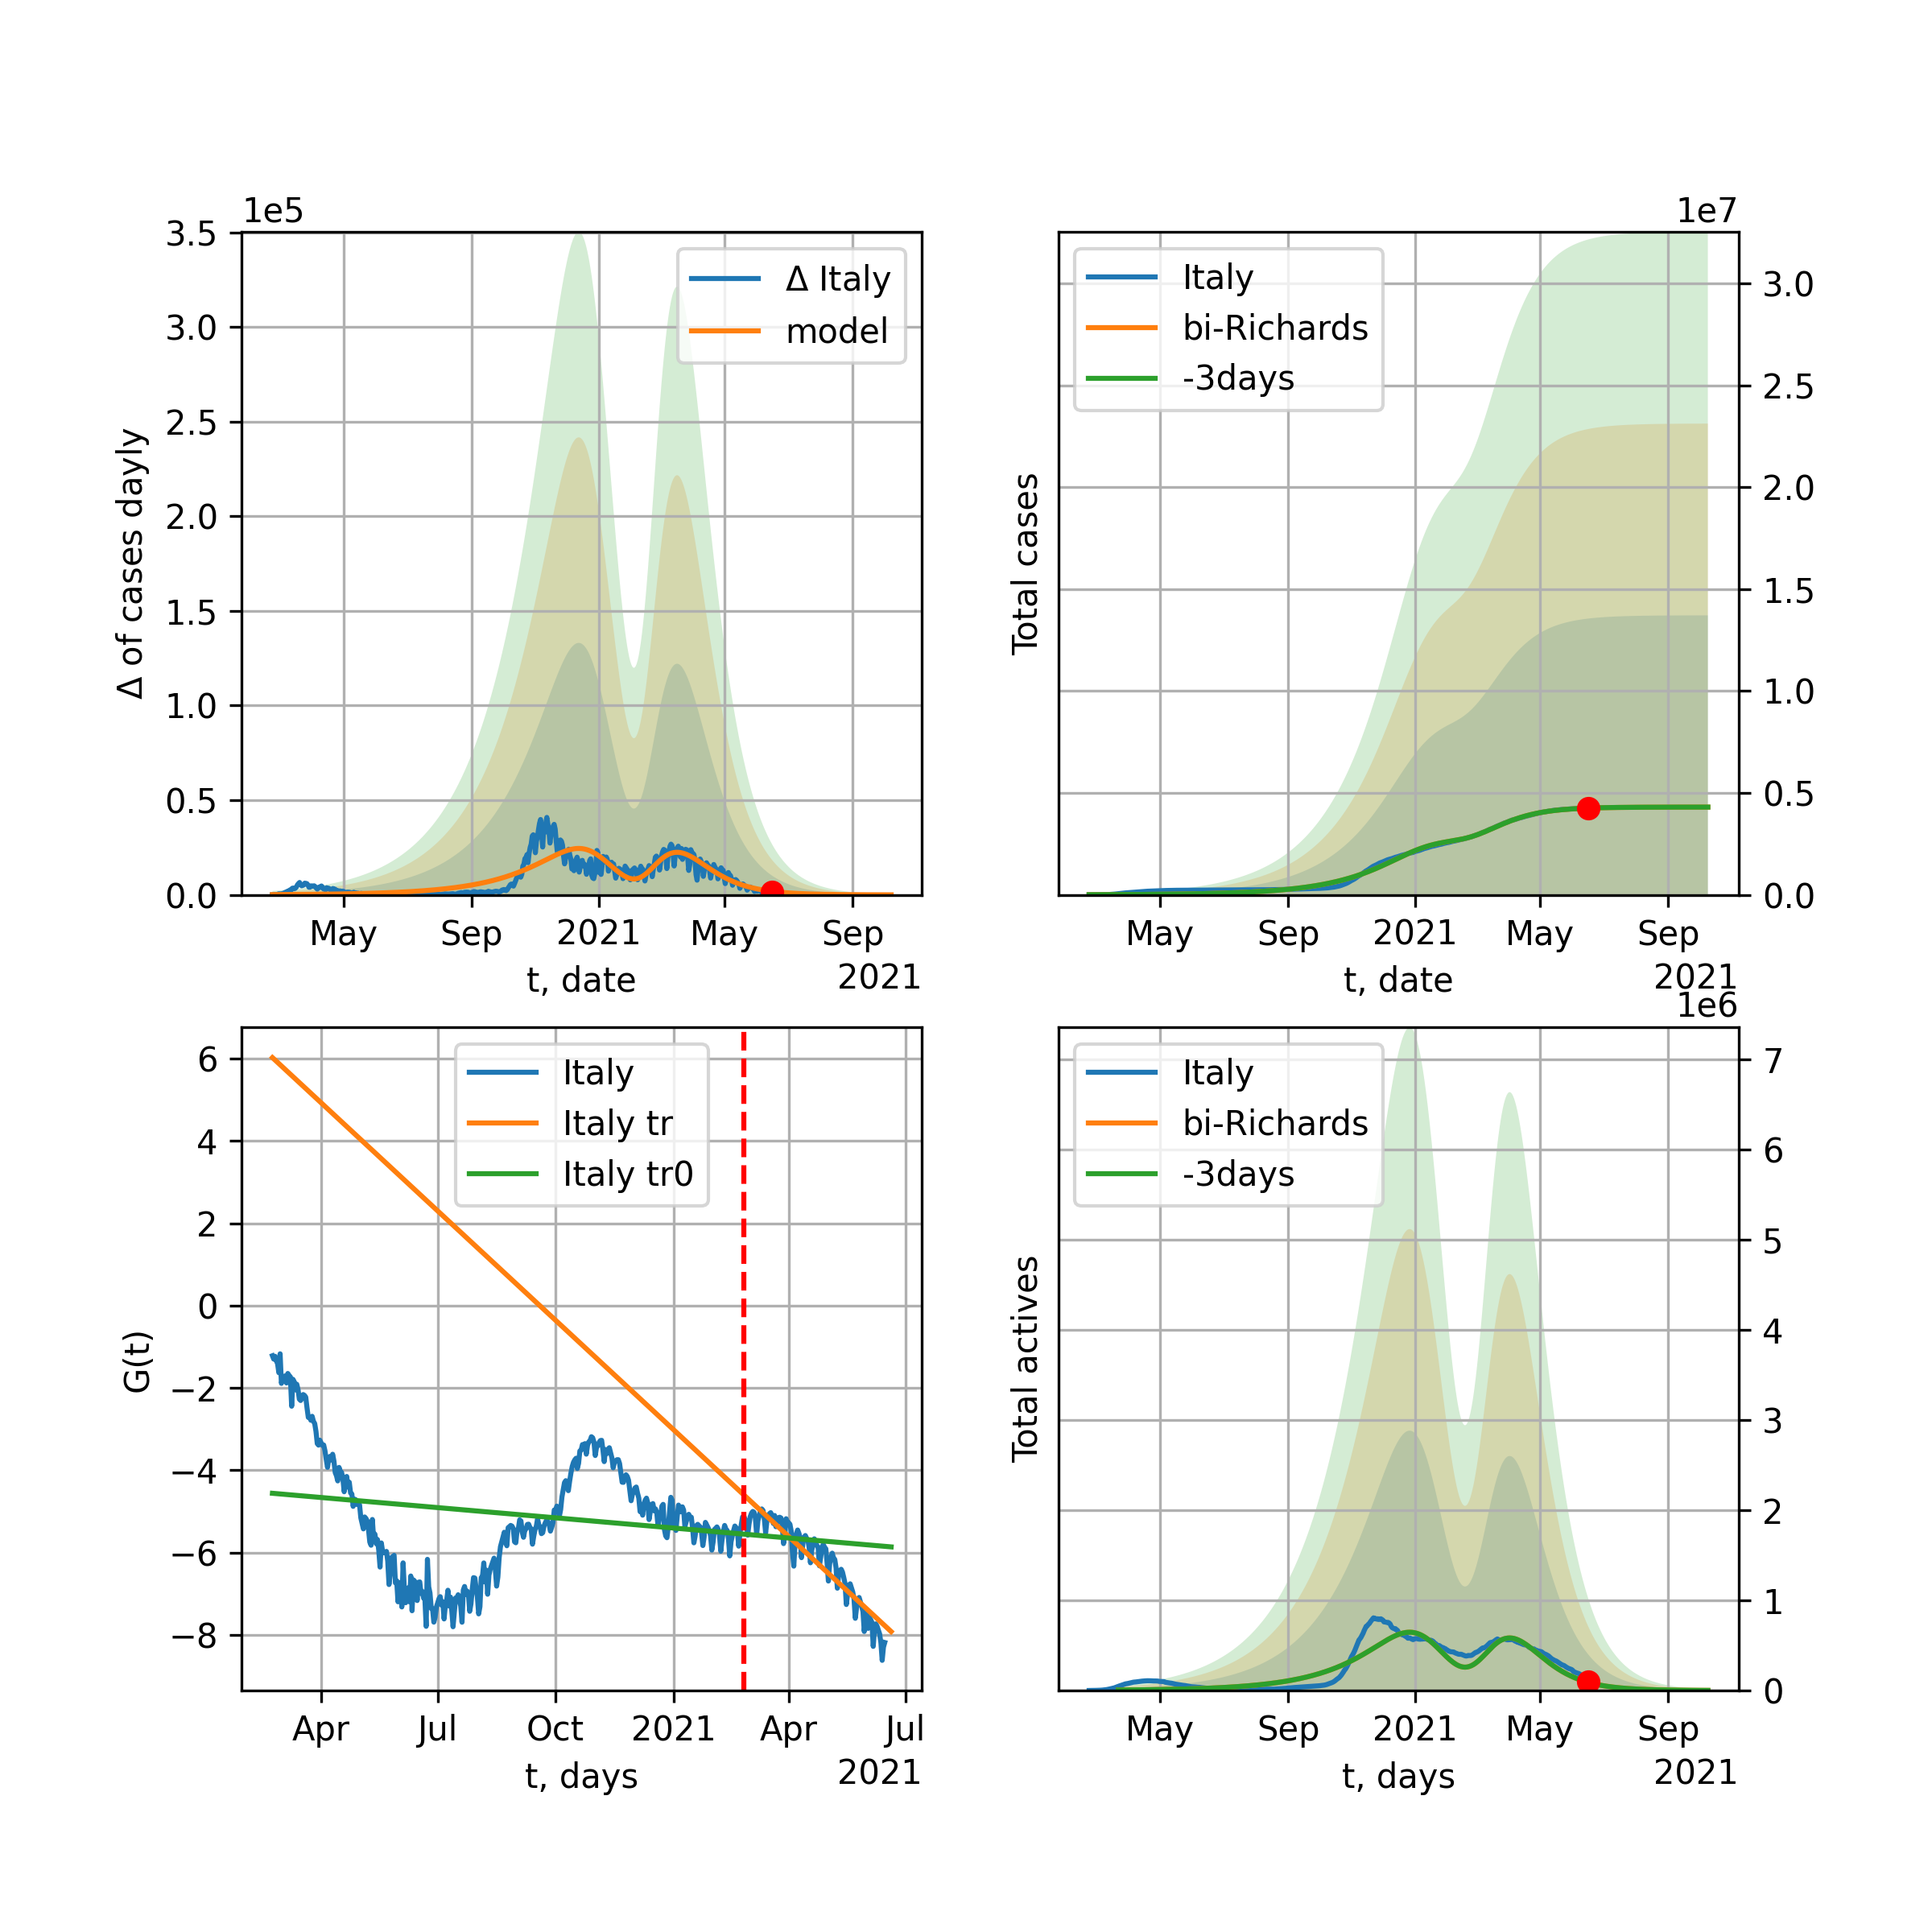 1e5
3.5
3.0
2.5
2.0
1.5
1.0
0.5
0.0
Δ of cases dayly
Δ Italy
model
May
Sep
2021
May
Sep
t, date
2021
1e7
3.0
2.5
2.0
1.5
1.0
0.5
0.0
Total cases
Italy
bi-Richards
-3days
May
Sep
2021
May
Sep
t, date
2021
6
4
2
0
−2
−4
−6
−8
G(t)
Italy
Italy tr
Italy tr0
Apr
Jul
Oct
2021
Apr
Jul
t, days
2021
1e6
7
6
5
4
3
2
1
0
Total actives
Italy
bi-Richards
-3days
May
Sep
2021
May
Sep
t, days
2021